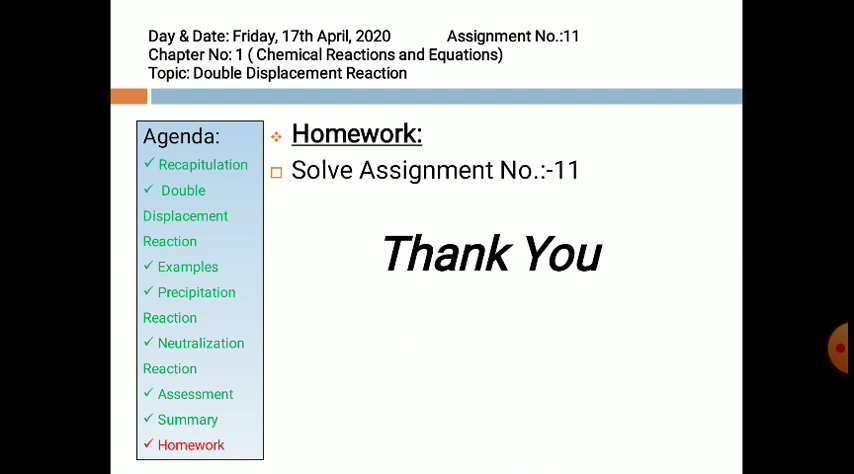 Day & Date: Friday, 17th April, 2020 Assignment No.:11
Chapter No: 1 ( Chemical Reactions and Equations)
Topic: Double Displacement Reaction
Agenda:
✓ Recapitulation
✓ Double
Displacement
Reaction
✓ Examples
✓ Precipitation
Reaction
✓ Neutralization
Reaction
✓ Assessment
✓ Summary
✓ Homework
❖ Homework:
□ Solve Assignment No.:-11
Thank You